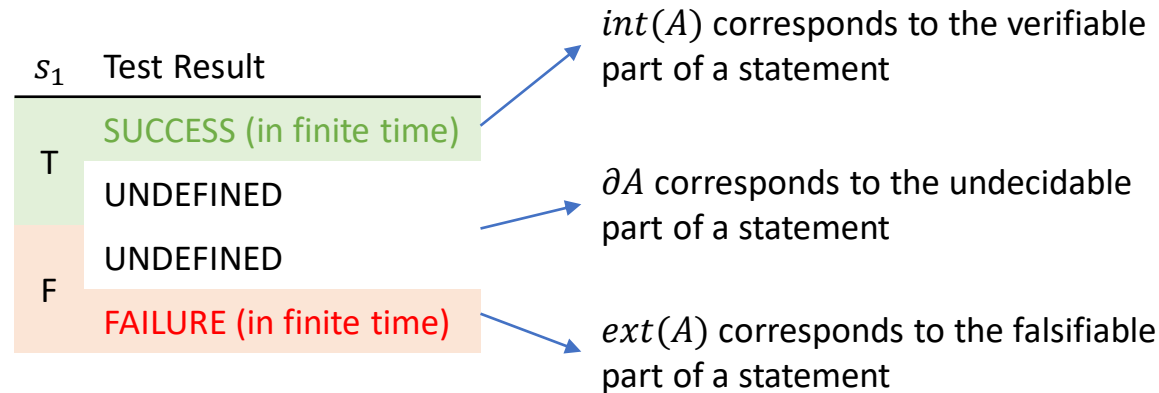 s₁ Test Result
T
SUCCESS (in finite time)
UNDEFINED
F
UNDEFINED
FAILURE (in finite time)
int(A) corresponds to the verifiable
part of a statement
∂A corresponds to the undecidable
part of a statement
ext(A) corresponds to the falsifiable
part of a statement